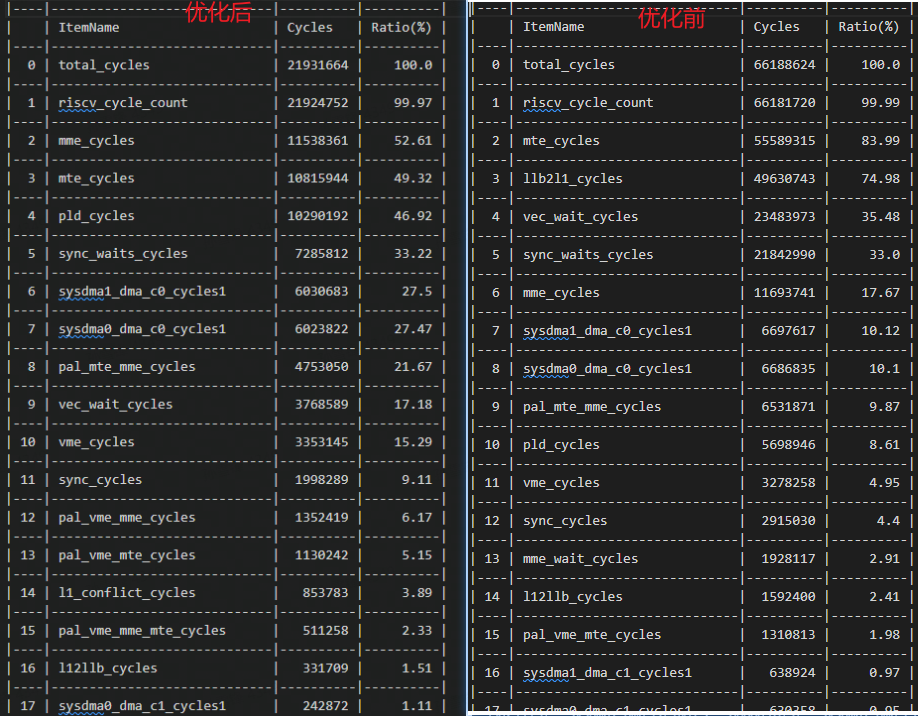 优化后
|----|-----------------------------|----------|----------|
|    | ItemName                    | Cycles   | Ratio(%) |
|----|-----------------------------|----------|----------|
|  0 | total_cycles                | 21931664 |    100.0 |
|----|-----------------------------|----------|----------|
|  1 | riscv_cycle_count           | 21924752 |    99.97 |
|----|-----------------------------|----------|----------|
|  2 | mme_cycles                  | 11538361 |    52.61 |
|----|-----------------------------|----------|----------|
|  3 | mte_cycles                  | 10815944 |    49.32 |
|----|-----------------------------|----------|----------|
|  4 | pld_cycles                  | 10290192 |    46.92 |
|----|-----------------------------|----------|----------|
|  5 | sync_waits_cycles           |  7285812 |    33.22 |
|----|-----------------------------|----------|----------|
|  6 | sysdma1_dma_c0_cycles1      |  6030683 |     27.5 |
|----|-----------------------------|----------|----------|
|  7 | sysdma0_dma_c0_cycles1      |  6023822 |    27.47 |
|----|-----------------------------|----------|----------|
|  8 | pal_mte_mme_cycles          |  4753050 |    21.67 |
|----|-----------------------------|----------|----------|
|  9 | vec_wait_cycles             |  3768589 |    17.18 |
|----|-----------------------------|----------|----------|
| 10 | vme_cycles                  |  3353145 |    15.29 |
|----|-----------------------------|----------|----------|
| 11 | sync_cycles                 |  1998289 |     9.11 |
|----|-----------------------------|----------|----------|
| 12 | pal_vme_mme_cycles          |  1352419 |     6.17 |
|----|-----------------------------|----------|----------|
| 13 | pal_vme_mte_cycles          |  1130242 |     5.15 |
|----|-----------------------------|----------|----------|
| 14 | l1_conflict_cycles          |   853783 |     3.89 |
|----|-----------------------------|----------|----------|
| 15 | pal_vme_mme_mte_cycles      |   511258 |     2.33 |
|----|-----------------------------|----------|----------|
| 16 | l12llb_cycles               |   331709 |     1.51 |
|----|-----------------------------|----------|----------|
| 17 | sysdma0_dma_c1_cycles1      |   242872 |     1.11 |
优化前
|----|-----------------------------|----------|----------|
|    | ItemName                    | Cycles   | Ratio(%) |
|----|-----------------------------|----------|----------|
|  0 | total_cycles                | 66188624 |    100.0 |
|----|-----------------------------|----------|----------|
|  1 | riscv_cycle_count           | 66181720 |    99.99 |
|----|-----------------------------|----------|----------|
|  2 | mte_cycles                  | 55589315 |    83.99 |
|----|-----------------------------|----------|----------|
|  3 | llb2l1_cycles               | 49630743 |    74.98 |
|----|-----------------------------|----------|----------|
|  4 | vec_wait_cycles             | 23483973 |    35.48 |
|----|-----------------------------|----------|----------|
|  5 | sync_waits_cycles           | 21842990 |     33.0 |
|----|-----------------------------|----------|----------|
|  6 | mme_cycles                  | 11693741 |    17.67 |
|----|-----------------------------|----------|----------|
|  7 | sysdma1_dma_c0_cycles1      |  6697617 |    10.12 |
|----|-----------------------------|----------|----------|
|  8 | sysdma0_dma_c0_cycles1      |  6686835 |     10.1 |
|----|-----------------------------|----------|----------|
|  9 | pal_mte_mme_cycles          |  6531871 |     9.87 |
|----|-----------------------------|----------|----------|
| 10 | pld_cycles                  |  5698946 |     8.61 |
|----|-----------------------------|----------|----------|
| 11 | vme_cycles                  |  3278258 |     4.95 |
|----|-----------------------------|----------|----------|
| 12 | sync_cycles                 |  2915030 |      4.4 |
|----|-----------------------------|----------|----------|
| 13 | mme_wait_cycles             |  1928117 |     2.91 |
|----|-----------------------------|----------|----------|
| 14 | l12llb_cycles               |  1592400 |     2.41 |
|----|-----------------------------|----------|----------|
| 15 | pal_vme_mte_cycles          |  1310813 |     1.98 |
|----|-----------------------------|----------|----------|
| 16 | sysdma1_dma_c1_cycles1      |   638924 |     0.97 |
|----|-----------------------------|----------|----------|
| 17 | sysdma0_dma_c1_cycles1      |   630358 |     0.95 |